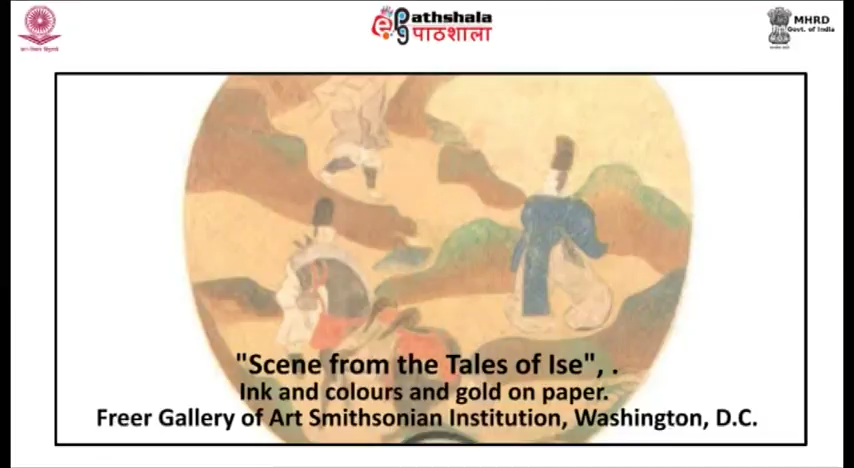 ePathshala
पाठशाला
MHRD
Govt. of India
"Scene from the Tales of Ise", .
Ink and colours and gold on paper.
Freer Gallery of Art Smithsonian Institution, Washington, D.C.